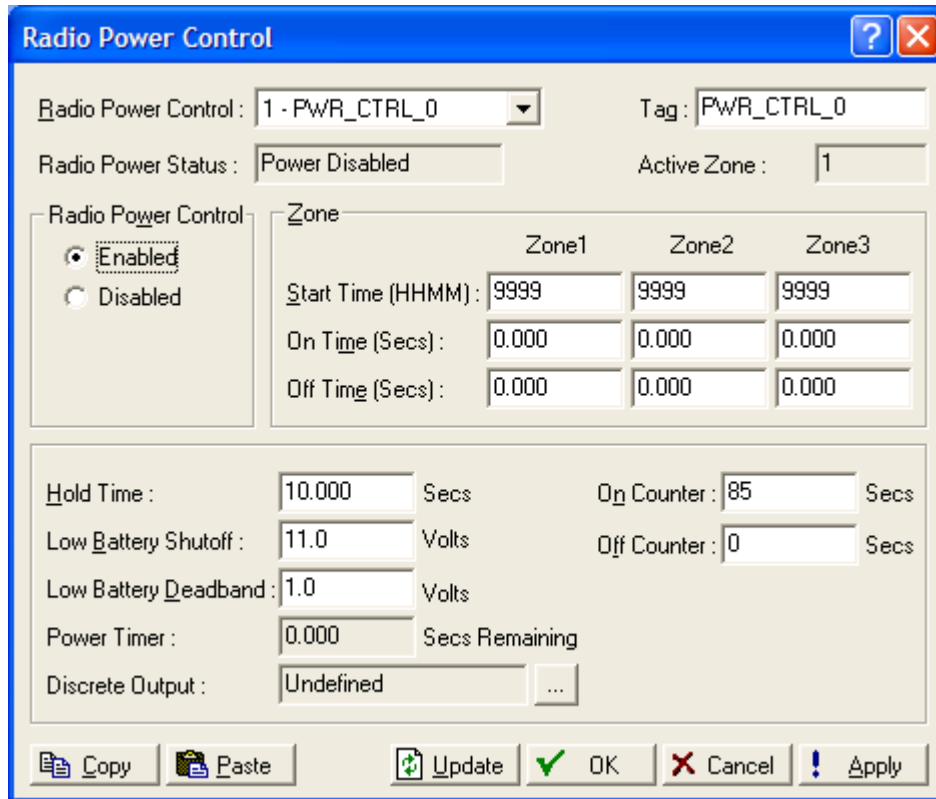 Radio Power Control
Radio Power Control : 1 - PWR_CTRL_0 Tag : PWR_CTRL_0
Radio Power Status : Power Disabled Active Zone : 1
Radio Power Control
Enabled
Disabled
Zone
Zone1 Zone2 Zone3
Start Time (HHMM) : 9999 9999 9999
On Time (Secs) : 0.000 0.000 0.000
Off Time (Secs) : 0.000 0.000 0.000
Hold Time : 10.000 Secs On Counter : 85 Secs
Low Battery Shutoff : 11.0 Volts Off Counter : 0 Secs
Low Battery Deadband : 1.0 Volts
Power Timer : 0.000 Secs Remaining
Discrete Output : Undefined ...
Copy Paste Update OK Cancel Apply